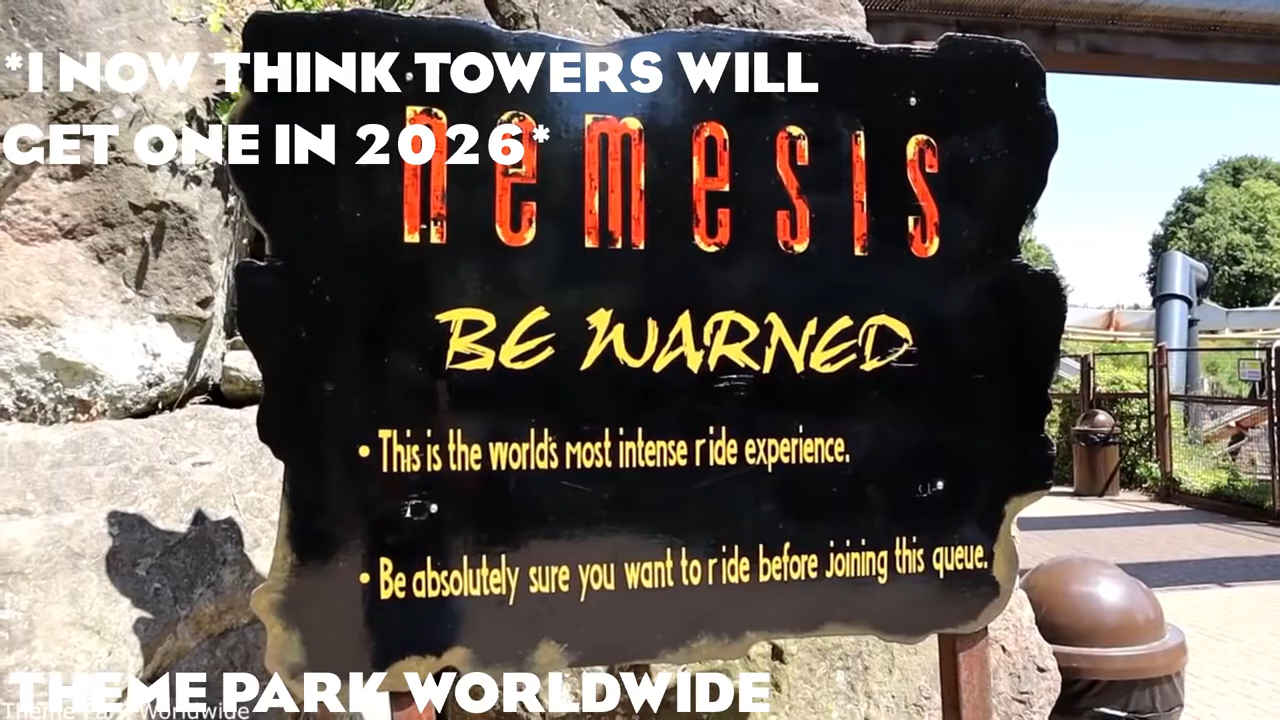 *I NOW THINK TOWERS WILL
GET ONE IN 2026*
nemesis
BE WARNED
• This is the world's most intense ride experience.
• Be absolutely sure you want to ride before joining this queue.
THEME PARK WORLDWIDE
Theme Park Worldwide